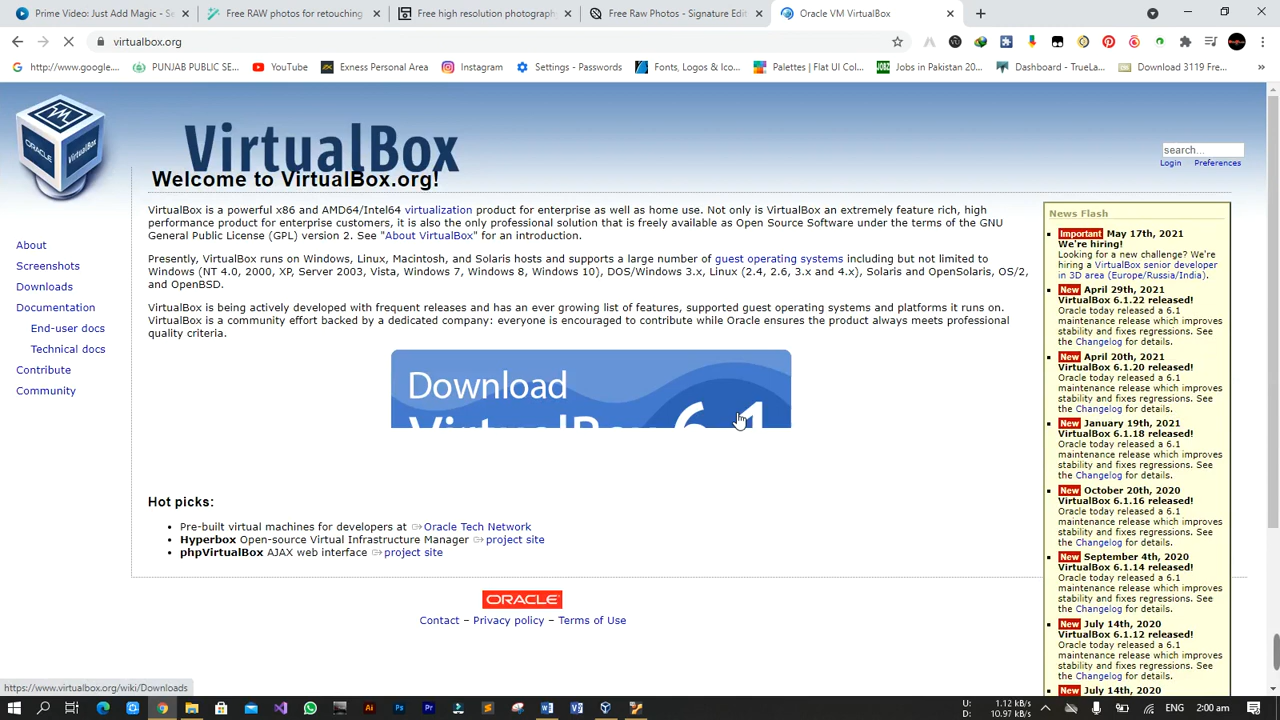 Prime Video: Just Add Magic - Se
Free RAW photos for retouching
Free high resolution photograph
Free Raw Photos - Signature Edit
Oracle VM VirtualBox
virtualbox.org
http://www.google....
PUNJAB PUBLIC SE...
YouTube
Exness Personal Area
Instagram
Settings - Passwords
Fonts, Logos & Ico...
Palettes | Flat UI Col...
Jobs in Pakistan 20...
Dashboard - TrueLa...
Download 3119 Fre...
ORACLE
VirtualBox
VirtualBox
search...
Login Preferences
Welcome to VirtualBox.org!
VirtualBox is a powerful x86 and AMD64/Intel64 virtualization product for enterprise as well as home use. Not only is VirtualBox an extremely feature rich, high
performance product for enterprise customers, it is also the only professional solution that is freely available as Open Source Software under the terms of the GNU
General Public License (GPL) version 2. See "About VirtualBox" for an introduction.
Presently, VirtualBox runs on Windows, Linux, Macintosh, and Solaris hosts and supports a large number of guest operating systems including but not limited to
Windows (NT 4.0, 2000, XP, Server 2003, Vista, Windows 7, Windows 8, Windows 10), DOS/Windows 3.x, Linux (2.4, 2.6, 3.x and 4.x), Solaris and OpenSolaris, OS/2,
and OpenBSD.
VirtualBox is being actively developed with frequent releases and has an ever growing list of features, supported guest operating systems and platforms it runs on.
VirtualBox is a community effort backed by a dedicated company: everyone is encouraged to contribute while Oracle ensures the product always meets professional
quality criteria.
About
Screenshots
Downloads
Documentation
End-user docs
Technical docs
Contribute
Community
Download
VirtualBox 6.1
Hot picks:
Pre-built virtual machines for developers at Oracle Tech Network
Hyperbox Open-source Virtual Infrastructure Manager project site
phpVirtualBox AJAX web interface project site
ORACLE
Contact – Privacy policy – Terms of Use
News Flash
Important May 17th, 2021
We're hiring!
Looking for a new challenge? We're
hiring a VirtualBox senior developer
in 3D area (Europe/Russia/India).
New April 29th, 2021
VirtualBox 6.1.22 released!
Oracle today released a 6.1
maintenance release which improves
stability and fixes regressions. See
the Changelog for details.
New April 20th, 2021
VirtualBox 6.1.20 released!
Oracle today released a 6.1
maintenance release which improves
stability and fixes regressions. See
the Changelog for details.
New January 19th, 2021
VirtualBox 6.1.18 released!
Oracle today released a 6.1
maintenance release which improves
stability and fixes regressions. See
the Changelog for details.
New October 20th, 2020
VirtualBox 6.1.16 released!
Oracle today released a 6.1
maintenance release which improves
stability and fixes regressions. See
the Changelog for details.
New September 4th, 2020
VirtualBox 6.1.14 released!
Oracle today released a 6.1
maintenance release which improves
stability and fixes regressions. See
the Changelog for details.
New July 14th, 2020
VirtualBox 6.1.12 released!
Oracle today released a 6.1
maintenance release which improves
stability and fixes regressions. See
the Changelog for details.
New July 14th, 2020
https://www.virtualbox.org/wiki/Downloads
U: 1.12 kB/s
D: 10.97 kB/s
ENG
2:00 am